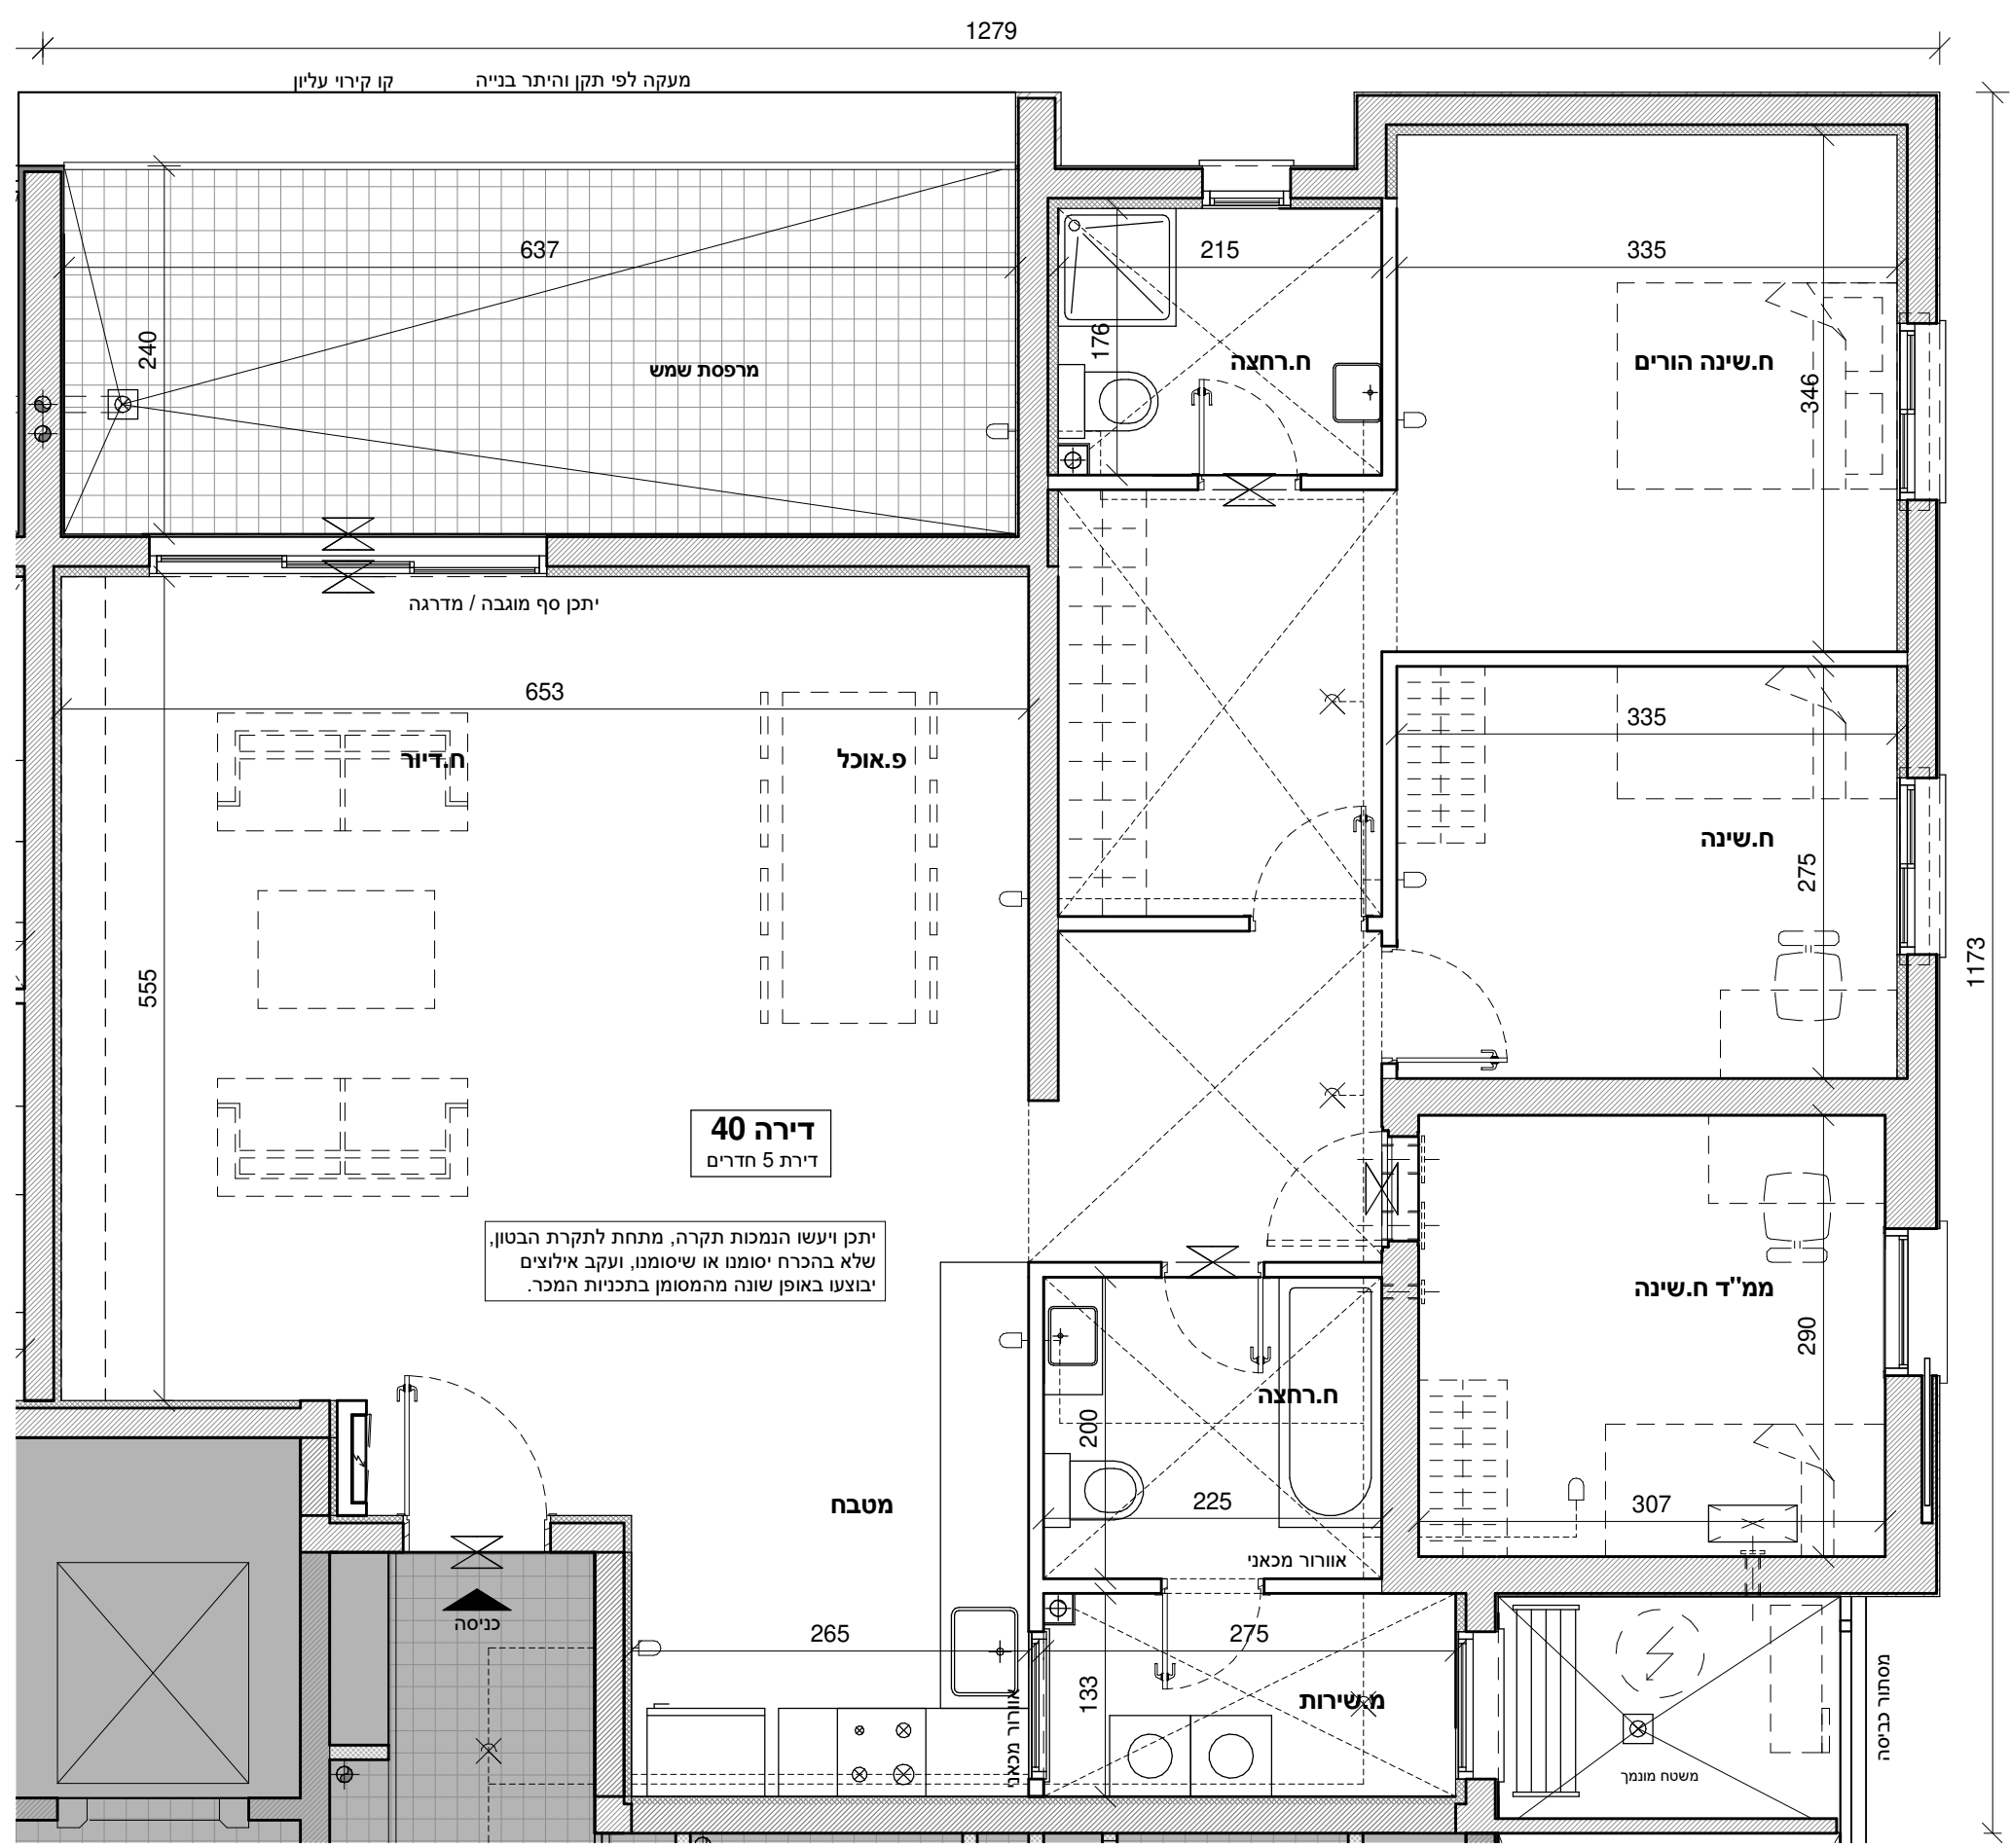 1279
מעקה לפי תקן והיתר בנייה
קו קירוי עליון
637
215
335
240
176
346
מרפסת שמש
ח.רחצה
ח.שינה הורים
יתכן סף מוגבה / מדרגה
653
335
ח.דיור
פ.אוכל
ח.שינה
275
555
1173
דירה 40
דירת 5 חדרים
יתכן ויעשו הנמכות תקרה, מתחת לתקרת הבטון,
שלא בהכרח יסומנו או שיסומנו, ועקב אילוצים
יבוצעו באופן שונה מהמסומן בתכניות המכר.
ממ"ד ח.שינה
290
ח.רחצה
200
225
307
מטבח
אוורור מכאני
כניסה
265
275
133
מ.שירות
אוורור מכאני
מסתור כביסה
משטח מונמך